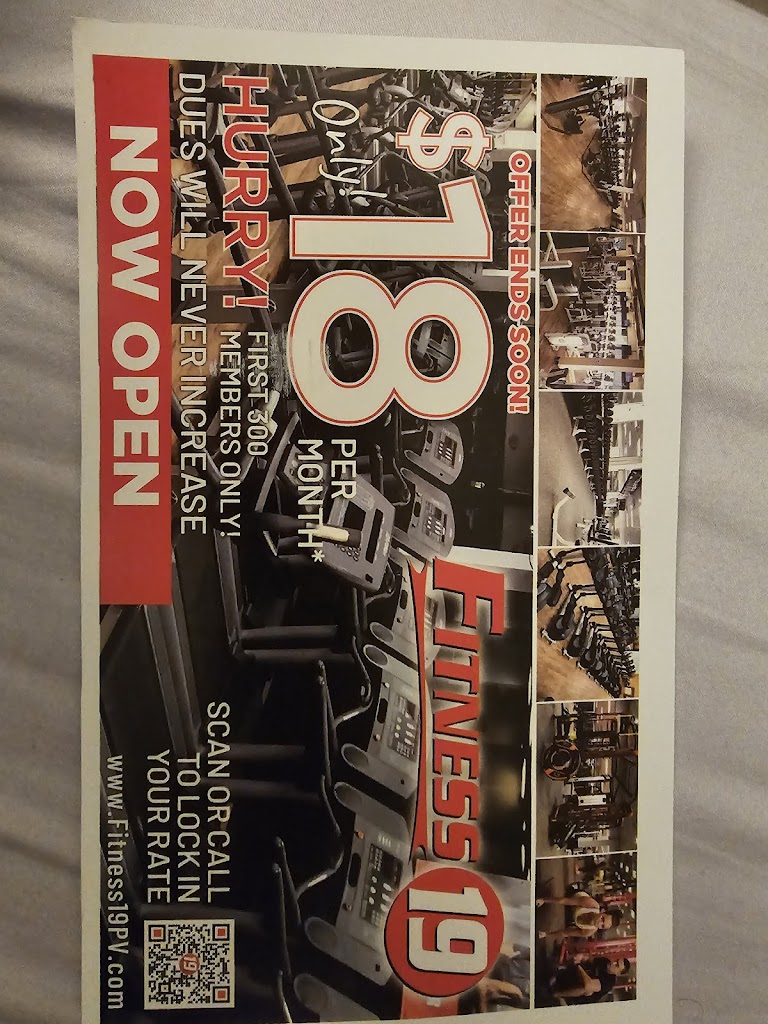 OFFER ENDS SOON!
$18
Only!
PER
MONTH*
HURRY!
FIRST 300
MEMBERS ONLY!
DUES WILL NEVER INCREASE
NOW OPEN
FITNESS 19
SCAN OR CALL
TO LOCK IN
YOUR RATE
www.Fitness19PV.com
19